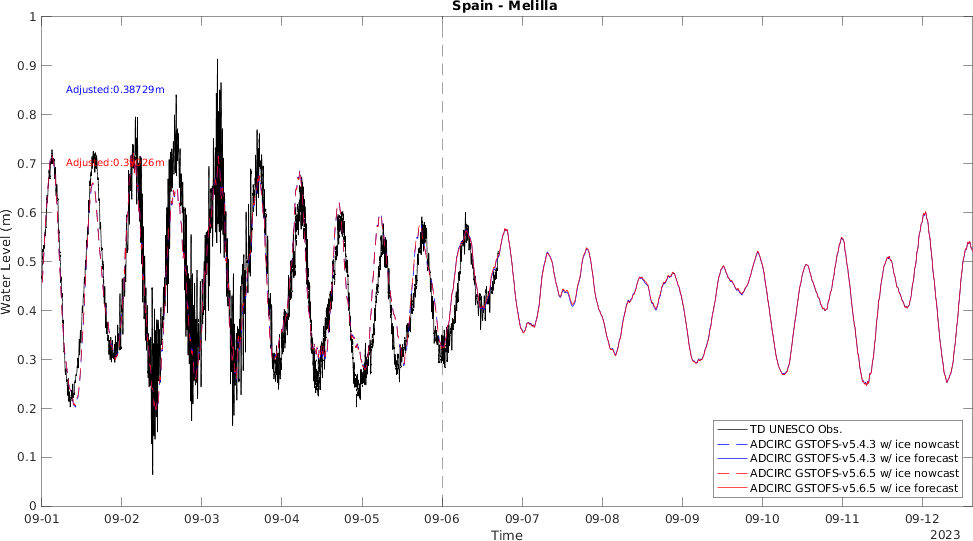 Spain - Melilla
1
0.9
0.8
0.7
0.6
0.5
0.4
0.3
0.2
0.1
0
Water Level (m)
Adjusted:0.38729m
TD UNESCO Obs.
ADCIRC GSTOFS-v5.4.3 w/ ice nowcast
ADCIRC GSTOFS-v5.4.3 w/ ice forecast
ADCIRC GSTOFS-v5.6.5 w/ ice nowcast
ADCIRC GSTOFS-v5.6.5 w/ ice forecast
09-01 09-02 09-03 09-04 09-05 09-06 09-07 09-08 09-09 09-10 09-11 09-12
Time
2023